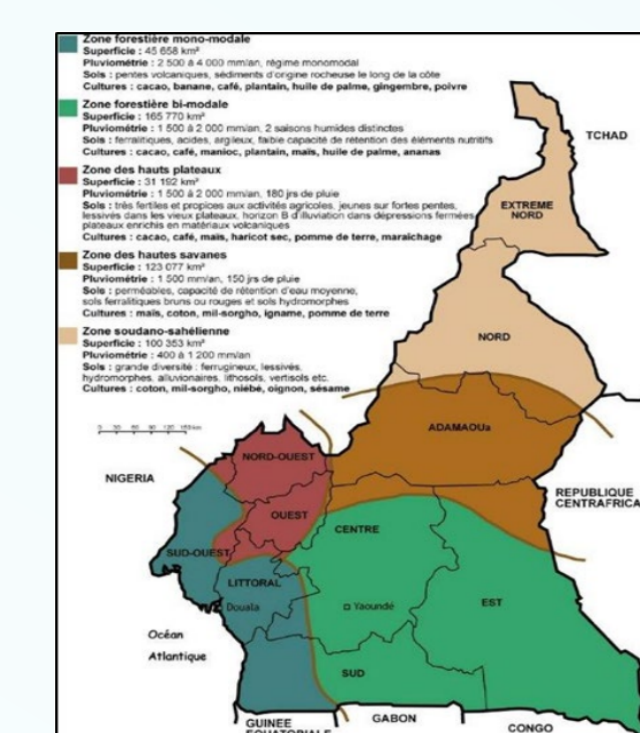 Zone forestière mono-modale
Superficie : 45 658 km²
Pluviométrie : 2 500 à 4 000 mm/an, régime monomodal
Sols : pentes volcaniques, sédiments d'origine rocheuse le long de la côte
Cultures : cacao, banane, café, plantain, huile de palme, gingembre, poivre
Zone forestière bi-modale
Superficie : 165 770 km²
Pluviométrie : 1 500 à 2 000 mm/an, 2 saisons humides distinctes
Sols : ferralitiques, acides, argileux, faible capacité de rétention des éléments nutritifs
Cultures : cacao, café, manioc, plantain, maïs, huile de palme, ananas
Zone des hauts plateaux
Superficie : 31 192 km²
Pluviométrie : 1 500 à 2 000 mm/an, 180 jrs de pluie
Sols : très fertiles et propices aux activités agricoles, jeunes sur fortes pentes,
lessivés dans les vieux plateaux, horizon B d'illuviation dans dépressions fermées,
plateaux enrichis en matériaux volcaniques
Cultures : cacao, café, maïs, haricot sec, pomme de terre, maraîchage
Zone des hautes savanes
Superficie : 123 077 km²
Pluviométrie : 1 500 mm/an, 150 jrs de pluie
Sols : perméables, capacité de rétention d'eau moyenne,
sols ferralitiques bruns ou rouges et sols hydromorphes
Cultures : maïs, coton, mil-sorgho, igname, pomme de terre
Zone soudano-sahélienne
Superficie : 100 353 km²
Pluviométrie : 400 à 1 200 mm/an
Sols : grande diversité : ferrugineux, lessivés,
hydromorphes, alluvionaires, lithosols, vertisols etc.
Cultures : coton, mil-sorgho, niébé, oignon, sésame
TCHAD
EXTREME
NORD
NORD
0 30 60 90 120 150 km
ADAMAOUa
NORD-OUEST
NIGERIA
REPUBLIQUE
CENTRAFRICA
OUEST
CENTRE
SUD-OUEST
LITTORAL
Douala
Yaoundé
EST
Océan
Atlantique
SUD
GUINEE
EQUATORIALE
GABON
CONGO